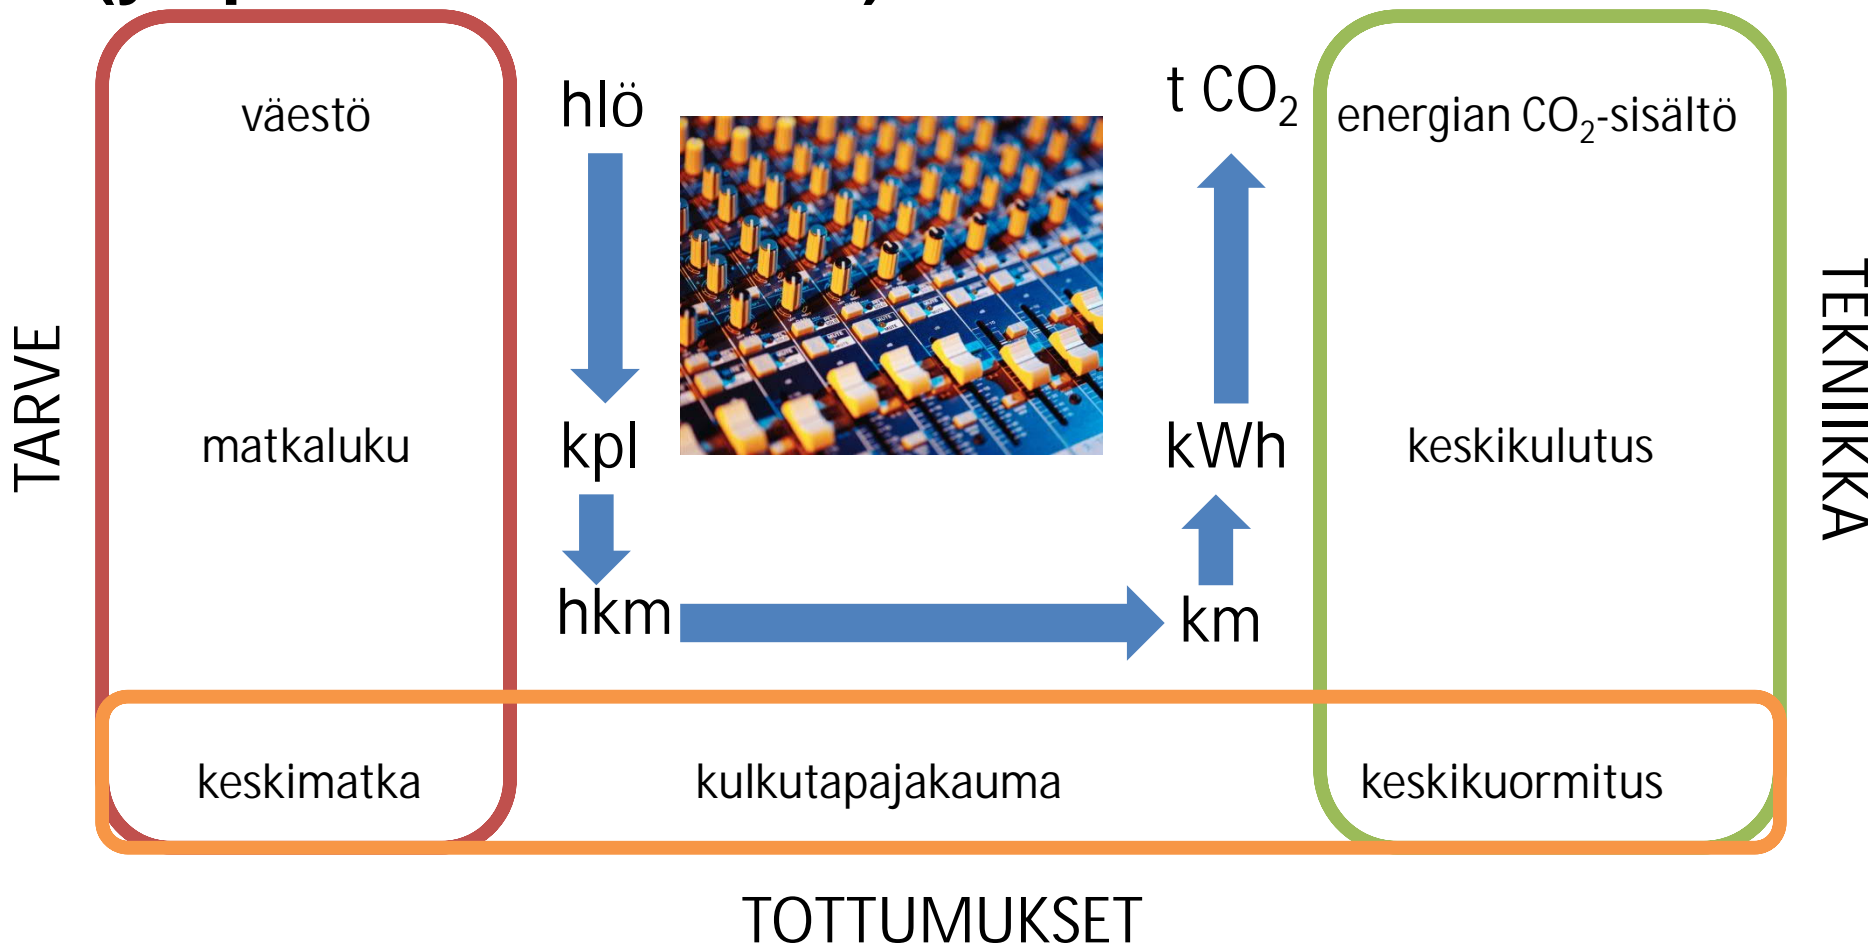 väestö
hlö
t CO₂
energian CO₂-sisältö
TARVE
TEKNIIKKA
matkaluku
kpl
kWh
keskikulutus
hkm
km
keskimatka
kulkutapajakauma
keskikuormitus
TOTTUMUKSET